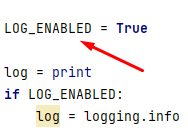 LOG_ENABLED = True
log = print
if LOG_ENABLED:
log = logging.info